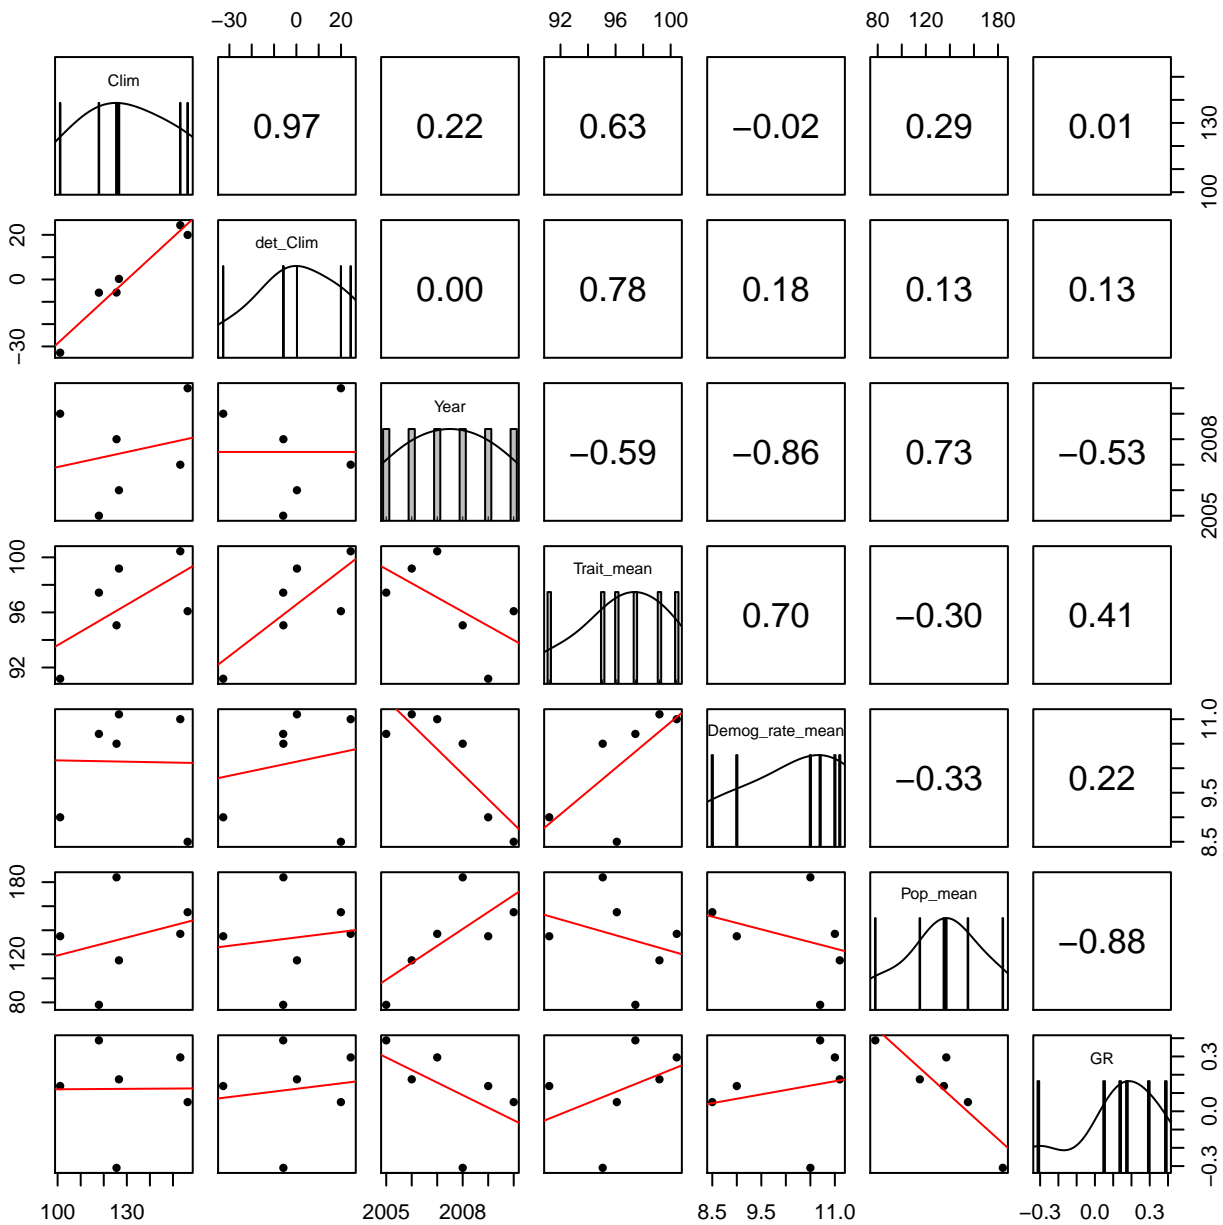 −30 0 20 92 96 100 80 120 180
Clim
0.97 0.22 0.63 −0.02 0.29 0.01
100 130
−30 0 20
det_Clim
0.00 0.78 0.18 0.13 0.13
Year
−0.59 −0.86 0.73 −0.53
2005 2008
92 96 100
Trait_mean
0.70 −0.30 0.41
Demog_rate_mean
−0.33 0.22
8.5 9.5 11.0
80 120 180
Pop_mean
−0.88
GR
−0.3 0.0 0.3
100 130 2005 2008 8.5 9.5 11.0 −0.3 0.0 0.3